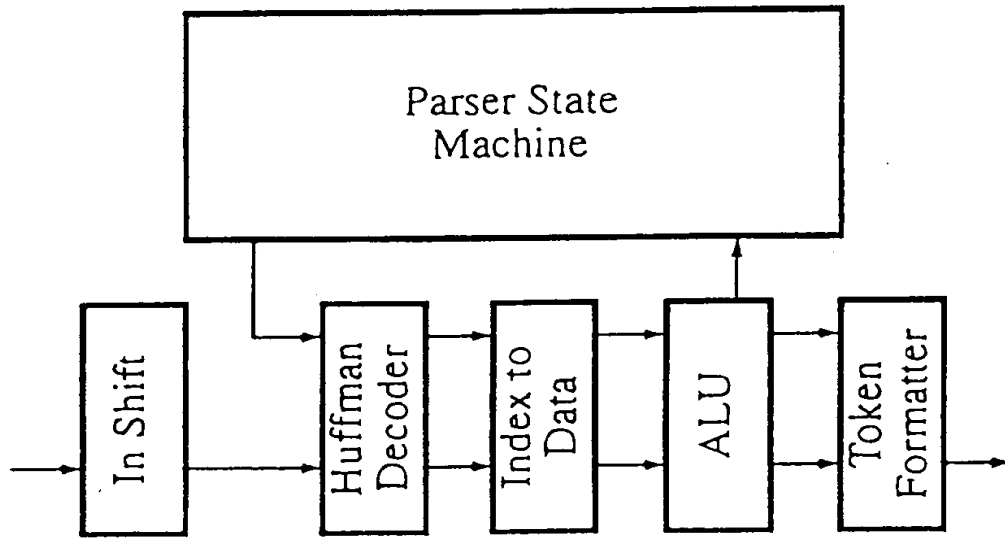 Parser State
Machine
In Shift
Huffman
Decoder
Index to
Data
ALU
Token
Formatter